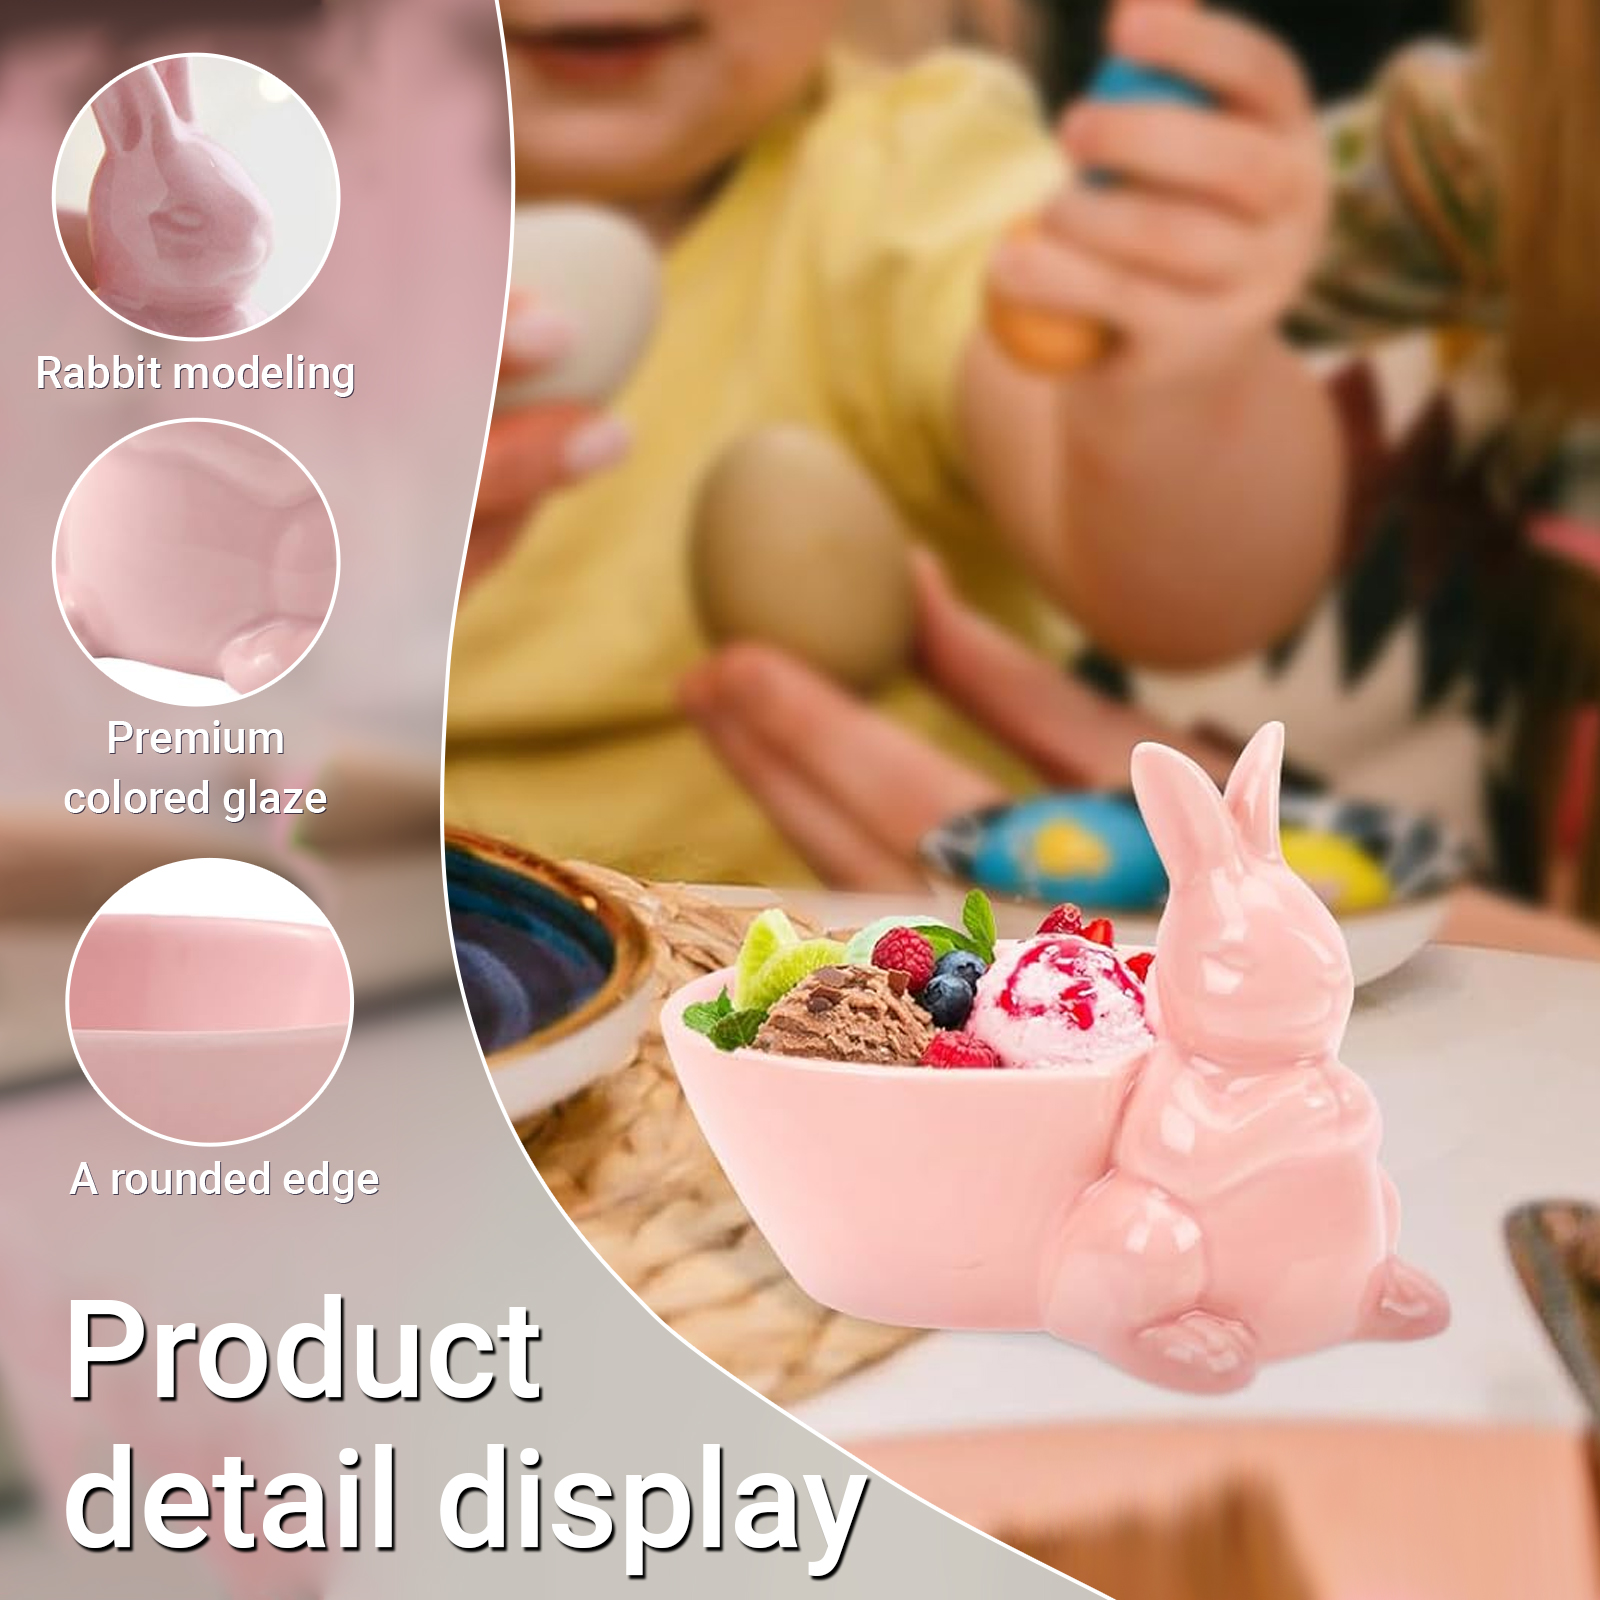 Rabbit modeling
Premium
colored glaze
A rounded edge
Product
detail display